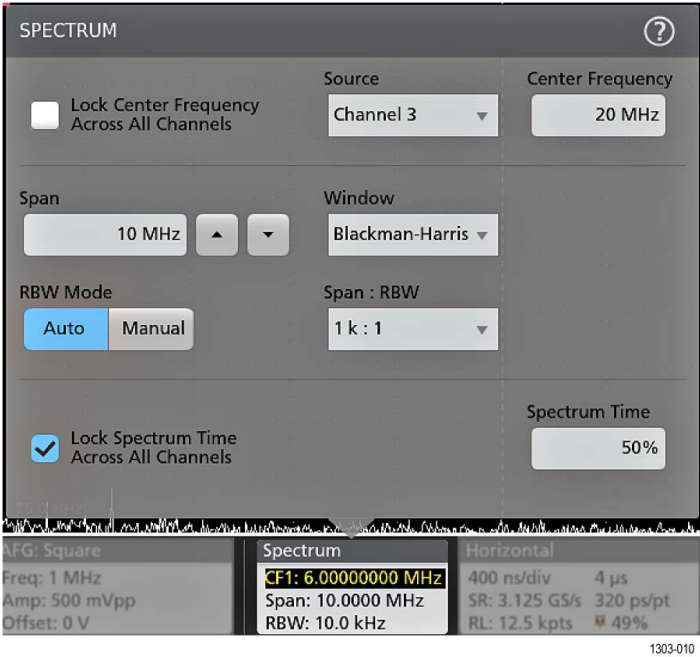 SPECTRUM
?
Lock Center Frequency
Across All Channels
Source
Channel 3
Center Frequency
20 MHz
Span
10 MHz
Window
Blackman-Harris
RBW Mode
Auto
Manual
Span : RBW
1 k : 1
Lock Spectrum Time
Across All Channels
Spectrum Time
50%
15.0 MHz
AFG: Square
Freq: 1 MHz
Amp: 500 mVpp
Offset: 0 V
Spectrum
CF1: 6.00000000 MHz
Span: 10.0000 MHz
RBW: 10.0 kHz
Horizontal
400 ns/div 4 µs
SR: 3.125 GS/s 320 ps/pt
RL: 12.5 kpts 49%
1303-010